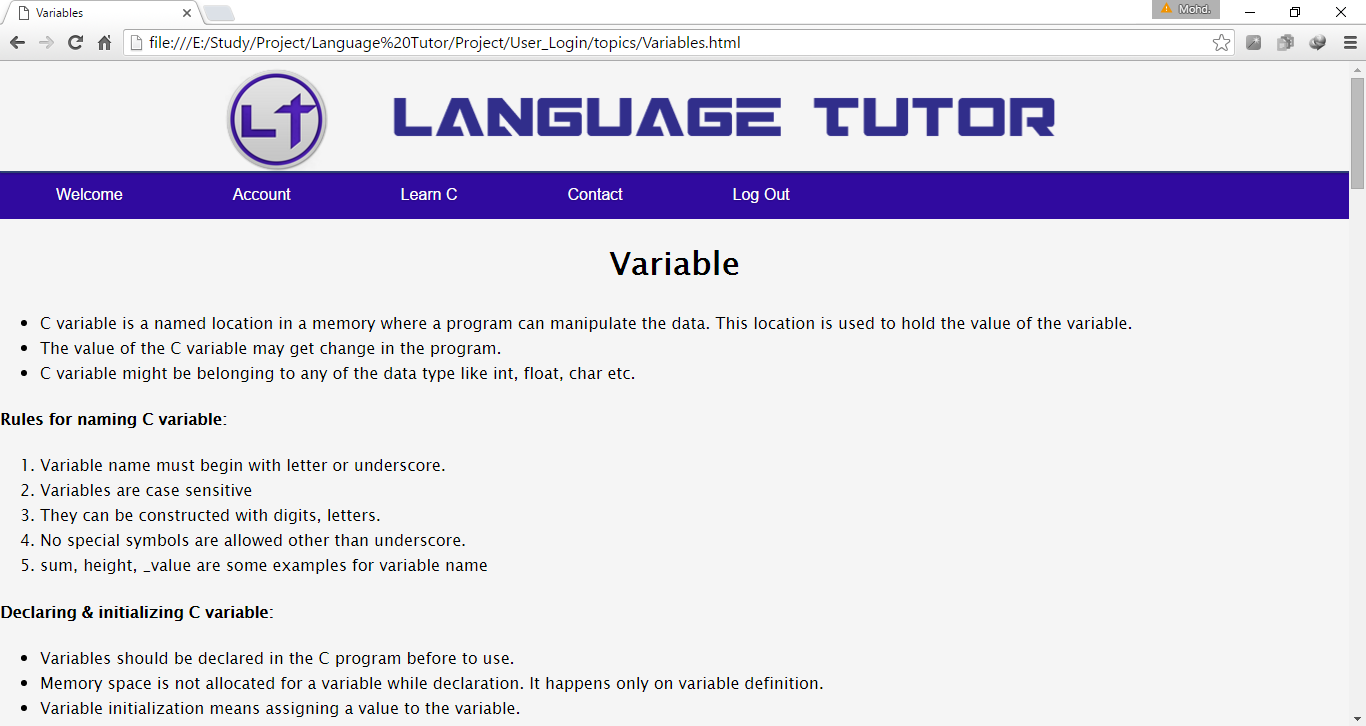 Variables
Mohd.
file:///E:/Study/Project/Language%20Tutor/Project/User_Login/topics/Variables.html
LT LANGUAGE TUTOR
Welcome Account Learn C Contact Log Out
Variable
• C variable is a named location in a memory where a program can manipulate the data. This location is used to hold the value of the variable.
• The value of the C variable may get change in the program.
• C variable might be belonging to any of the data type like int, float, char etc.
Rules for naming C variable:
1. Variable name must begin with letter or underscore.
2. Variables are case sensitive
3. They can be constructed with digits, letters.
4. No special symbols are allowed other than underscore.
5. sum, height, _value are some examples for variable name
Declaring & initializing C variable:
• Variables should be declared in the C program before to use.
• Memory space is not allocated for a variable while declaration. It happens only on variable definition.
• Variable initialization means assigning a value to the variable.